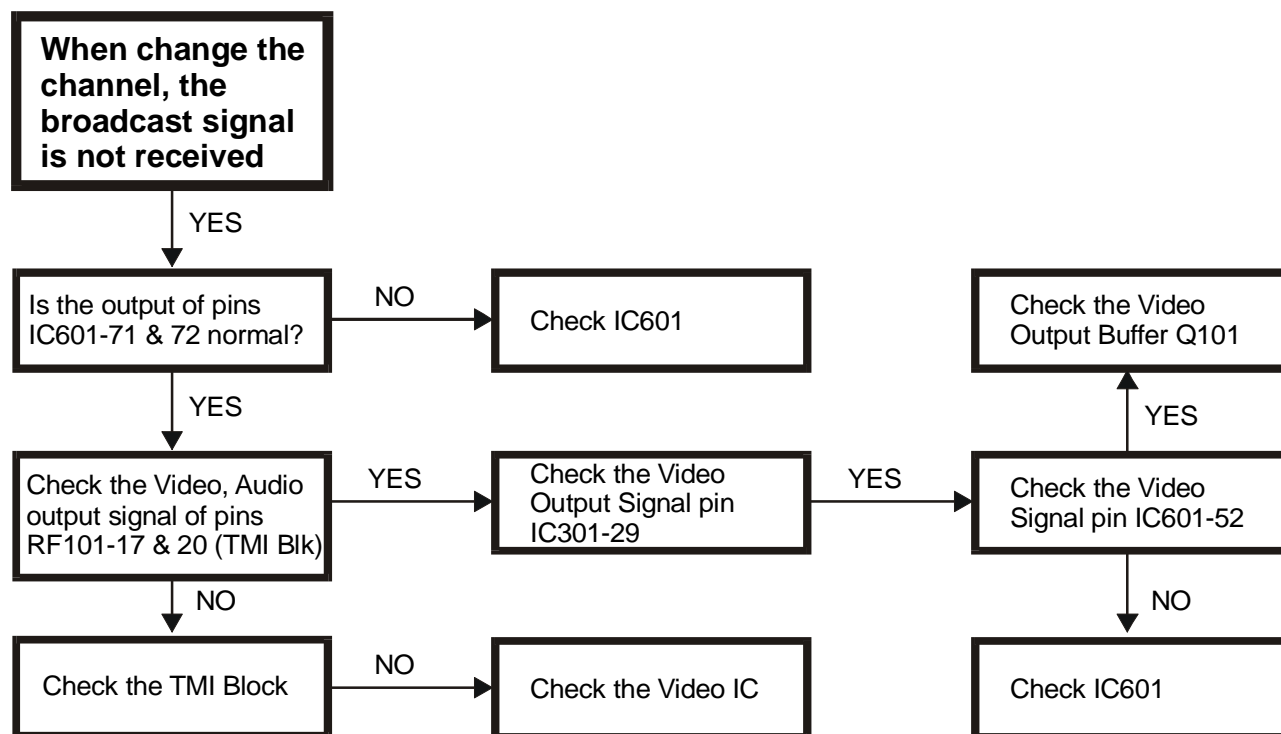 When change the
channel, the
broadcast signal
is not received
YES
Is the output of pins
IC601-71 & 72 normal?
NO
Check IC601
Check the Video
Output Buffer Q101
YES
YES
Check the Video, Audio
output signal of pins
RF101-17 & 20 (TMI Blk)
YES
Check the Video
Output Signal pin
IC301-29
YES
Check the Video
Signal pin IC601-52
NO
NO
Check the TMI Block
NO
Check the Video IC
Check IC601